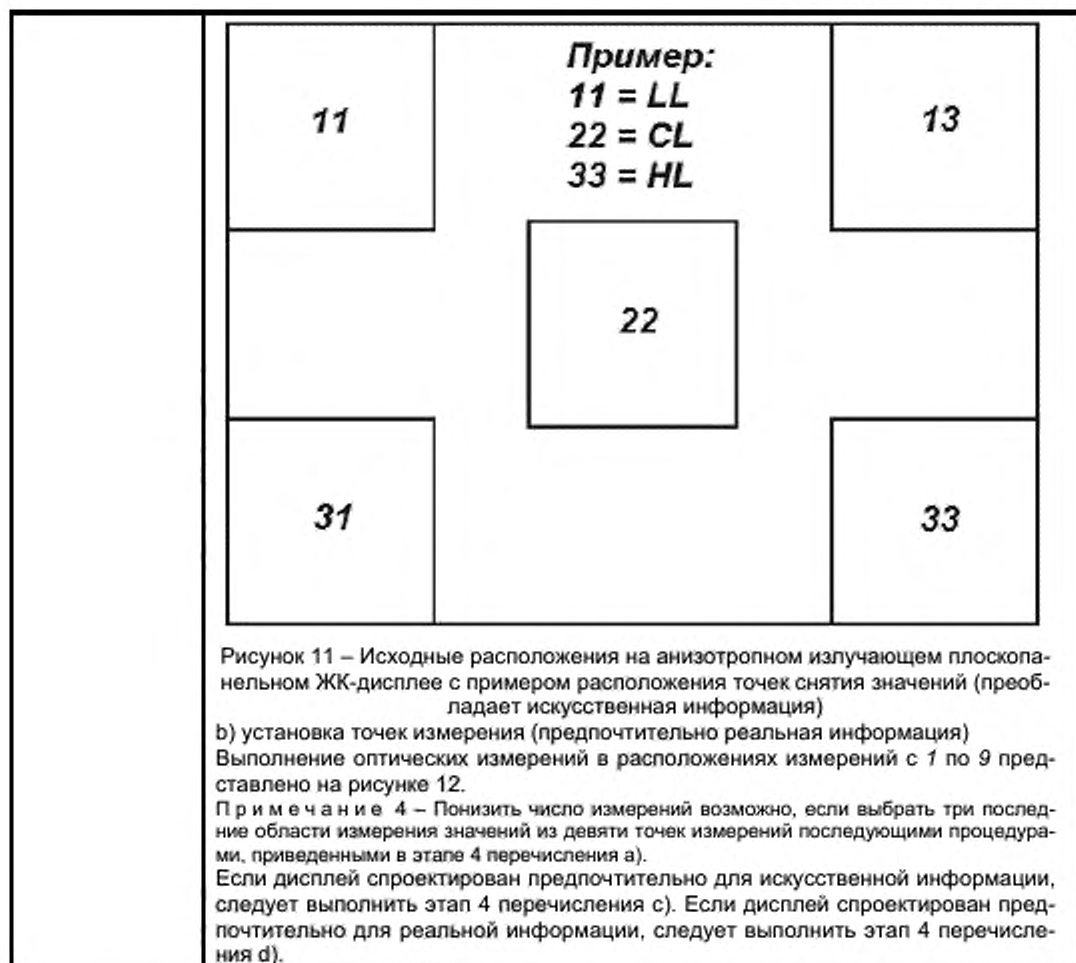 Пример:
11 = LL
22 = CL
33 = HL
11
13
22
31
33
Рисунок 11 – Исходные расположения на анизотропном излучающем плоскопа-
нельном ЖК-дисплее с примером расположения точек снятия значений (преоб-
ладает искусственная информация)
b) установка точек измерения (предпочтительно реальная информация)
Выполнение оптических измерений в расположениях измерений с 1 по 9 пред-
ставлено на рисунке 12.
Примечание 4 – Понизить число измерений возможно, если выбрать три послед-
ние области измерения значений из девяти точек измерений последующими процедура-
ми, приведенными в этапе 4 перечисления а).
Если дисплей спроектирован предпочтительно для искусственной информации,
следует выполнить этап 4 перечисления с). Если дисплей спроектирован пред-
почтительно для реальной информации, следует выполнить этап 4 перечисле-
ния d).